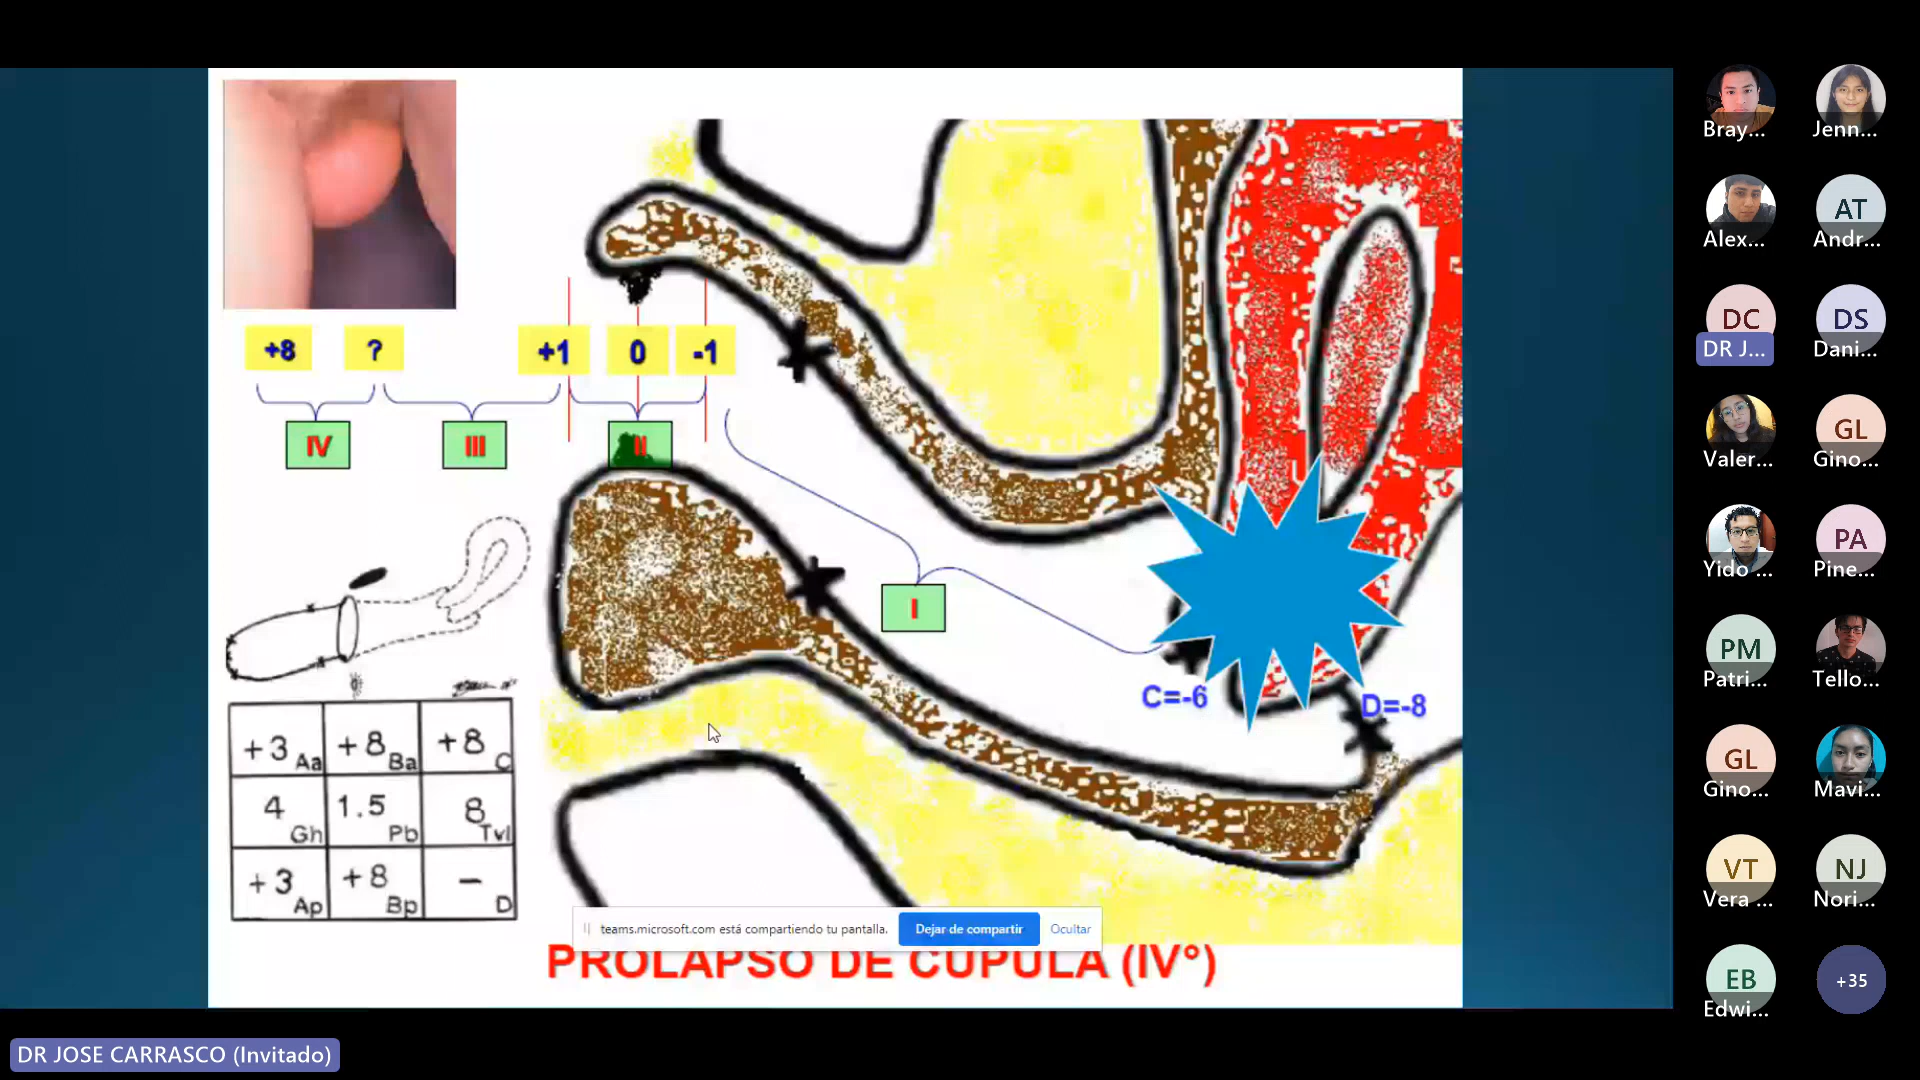 +8 ? +1 0 -1
IV III II
I
C=-6
D=-8
+3 Aa +8 Ba +8 C
4 Gh 1.5 Pb 8 Tvl
+3 Ap +8 Bp – D
teams.microsoft.com está compartiendo tu pantalla. Dejar de compartir Ocultar
PROLAPSO DE CUPULA (IV°)
Bray... Jenn...
Alex... AT Andr...
DC DR J... DS Dani...
Valer... GL Gino...
Yido ... PA Pine...
PM Patri... Tello...
GL Gino... Mavi...
VT Vera ... NJ Nori...
EB Edwi... +35
DR JOSE CARRASCO (Invitado)